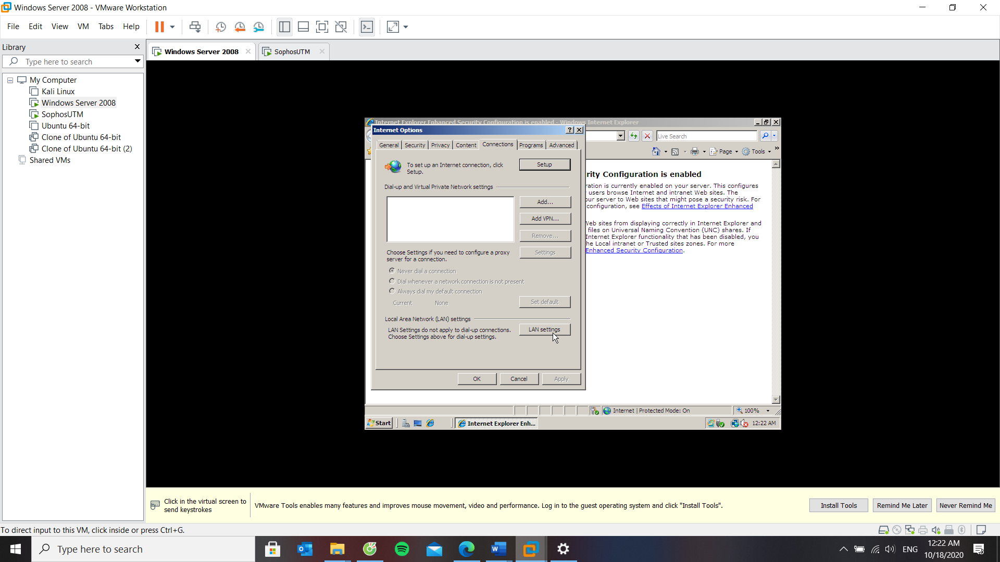 Windows Server 2008 - VMware Workstation
File Edit View VM Tabs Help
Library
Type here to search
My Computer
Kali Linux
Windows Server 2008
SophosUTM
Ubuntu 64-bit
Clone of Ubuntu 64-bit
Clone of Ubuntu 64-bit (2)
Shared VMs
Windows Server 2008
SophosUTM
Internet Explorer Enhanced Security Configuration is enabled - Windows Internet Explorer
Live Search
Page
Tools
Internet Options
General Security Privacy Content Connections Programs Advanced
To set up an Internet connection, click
Setup.
Setup
Dial-up and Virtual Private Network settings
Add...
Add VPN...
Remove...
Choose Settings if you need to configure a proxy
server for a connection.
Settings
Never dial a connection
Dial whenever a network connection is not present
Always dial my default connection
Current None
Set default
Local Area Network (LAN) settings
LAN Settings do not apply to dial-up connections.
Choose Settings above for dial-up settings.
LAN settings
OK Cancel Apply
rity Configuration is enabled
ration is currently enabled on your server. This configures
users browse Internet and intranet Web sites. The
our server to Web sites that might pose a security risk. For
configuration, see Effects of Internet Explorer Enhanced
Web sites from displaying correctly in Internet Explorer and
files on Universal Naming Convention (UNC) shares. If
Internet Explorer functionality that has been disabled, you
he Local intranet or Trusted sites zones. For more
Enhanced Security Configuration.
Internet | Protected Mode: On
100%
Start
Internet Explorer Enh...
12:22 AM
Click in the virtual screen to
send keystrokes
VMware Tools enables many features and improves mouse movement, video and performance. Log in to the guest operating system and click "Install Tools".
Install Tools
Remind Me Later
Never Remind Me
To direct input to this VM, click inside or press Ctrl+G.
Type here to search
ENG
12:22 AM
10/18/2020